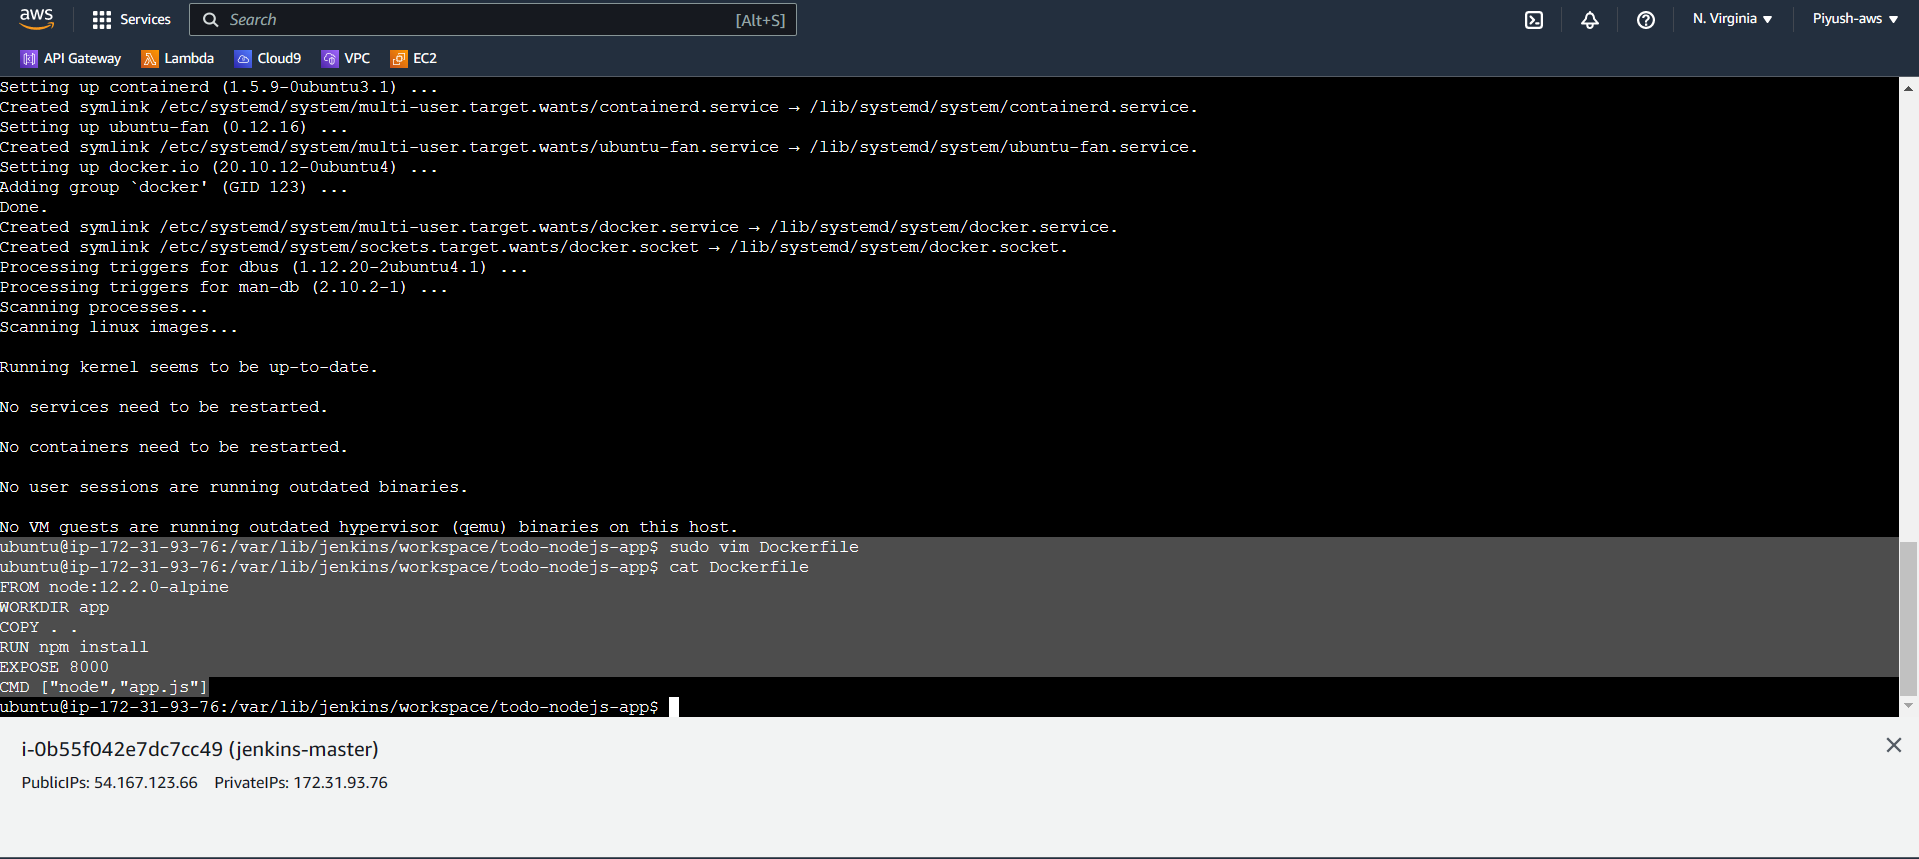 aws
Services
Search
[Alt+S]
N. Virginia ▼
Piyush-aws ▼
API Gateway
Lambda
Cloud9
VPC
EC2
Setting up containerd (1.5.9-0ubuntu3.1) ...
Created symlink /etc/systemd/system/multi-user.target.wants/containerd.service → /lib/systemd/system/containerd.service.
Setting up ubuntu-fan (0.12.16) ...
Created symlink /etc/systemd/system/multi-user.target.wants/ubuntu-fan.service → /lib/systemd/system/ubuntu-fan.service.
Setting up docker.io (20.10.12-0ubuntu4) ...
Adding group `docker' (GID 123) ...
Done.
Created symlink /etc/systemd/system/multi-user.target.wants/docker.service → /lib/systemd/system/docker.service.
Created symlink /etc/systemd/system/sockets.target.wants/docker.socket → /lib/systemd/system/docker.socket.
Processing triggers for dbus (1.12.20-2ubuntu4.1) ...
Processing triggers for man-db (2.10.2-1) ...
Scanning processes...
Scanning linux images...
Running kernel seems to be up-to-date.
No services need to be restarted.
No containers need to be restarted.
No user sessions are running outdated binaries.
No VM guests are running outdated hypervisor (qemu) binaries on this host.
ubuntu@ip-172-31-93-76:/var/lib/jenkins/workspace/todo-nodejs-app$ sudo vim Dockerfile
ubuntu@ip-172-31-93-76:/var/lib/jenkins/workspace/todo-nodejs-app$ cat Dockerfile
FROM node:12.2.0-alpine
WORKDIR app
COPY . .
RUN npm install
EXPOSE 8000
CMD ["node","app.js"]
ubuntu@ip-172-31-93-76:/var/lib/jenkins/workspace/todo-nodejs-app$
i-0b55f042e7dc7cc49 (jenkins-master)
PublicIPs: 54.167.123.66 PrivateIPs: 172.31.93.76